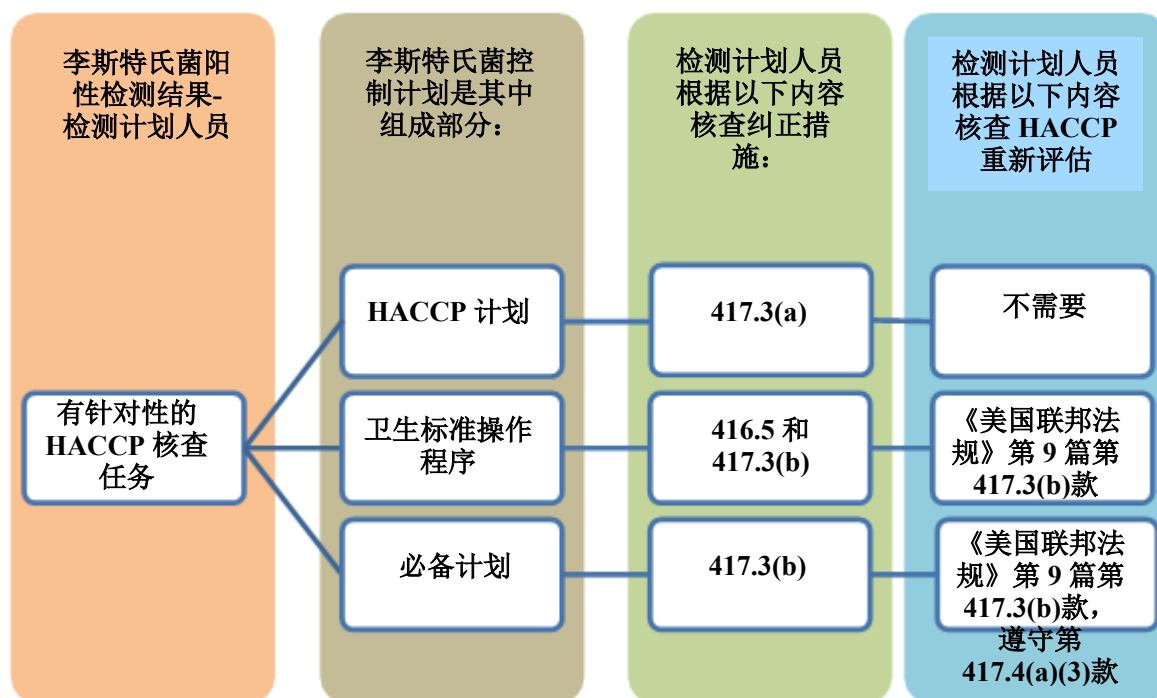 李斯特氏菌阳
性检测结果-
检测计划人员
李斯特氏菌控
制计划是其中
组成部分：
检测计划人员
根据以下内容
核查纠正措
施：
检测计划人员
根据以下内容
核查 HACCP
重新评估
有针对性的
HACCP 核查
任务
HACCP 计划
417.3(a)
不需要
卫生标准操作
程序
416.5 和
417.3(b)
《美国联邦法
规》第 9 篇第
417.3(b)款
必备计划
417.3(b)
《美国联邦法
规》第 9 篇第
417.3(b)款，
遵守第
417.4(a)(3)款